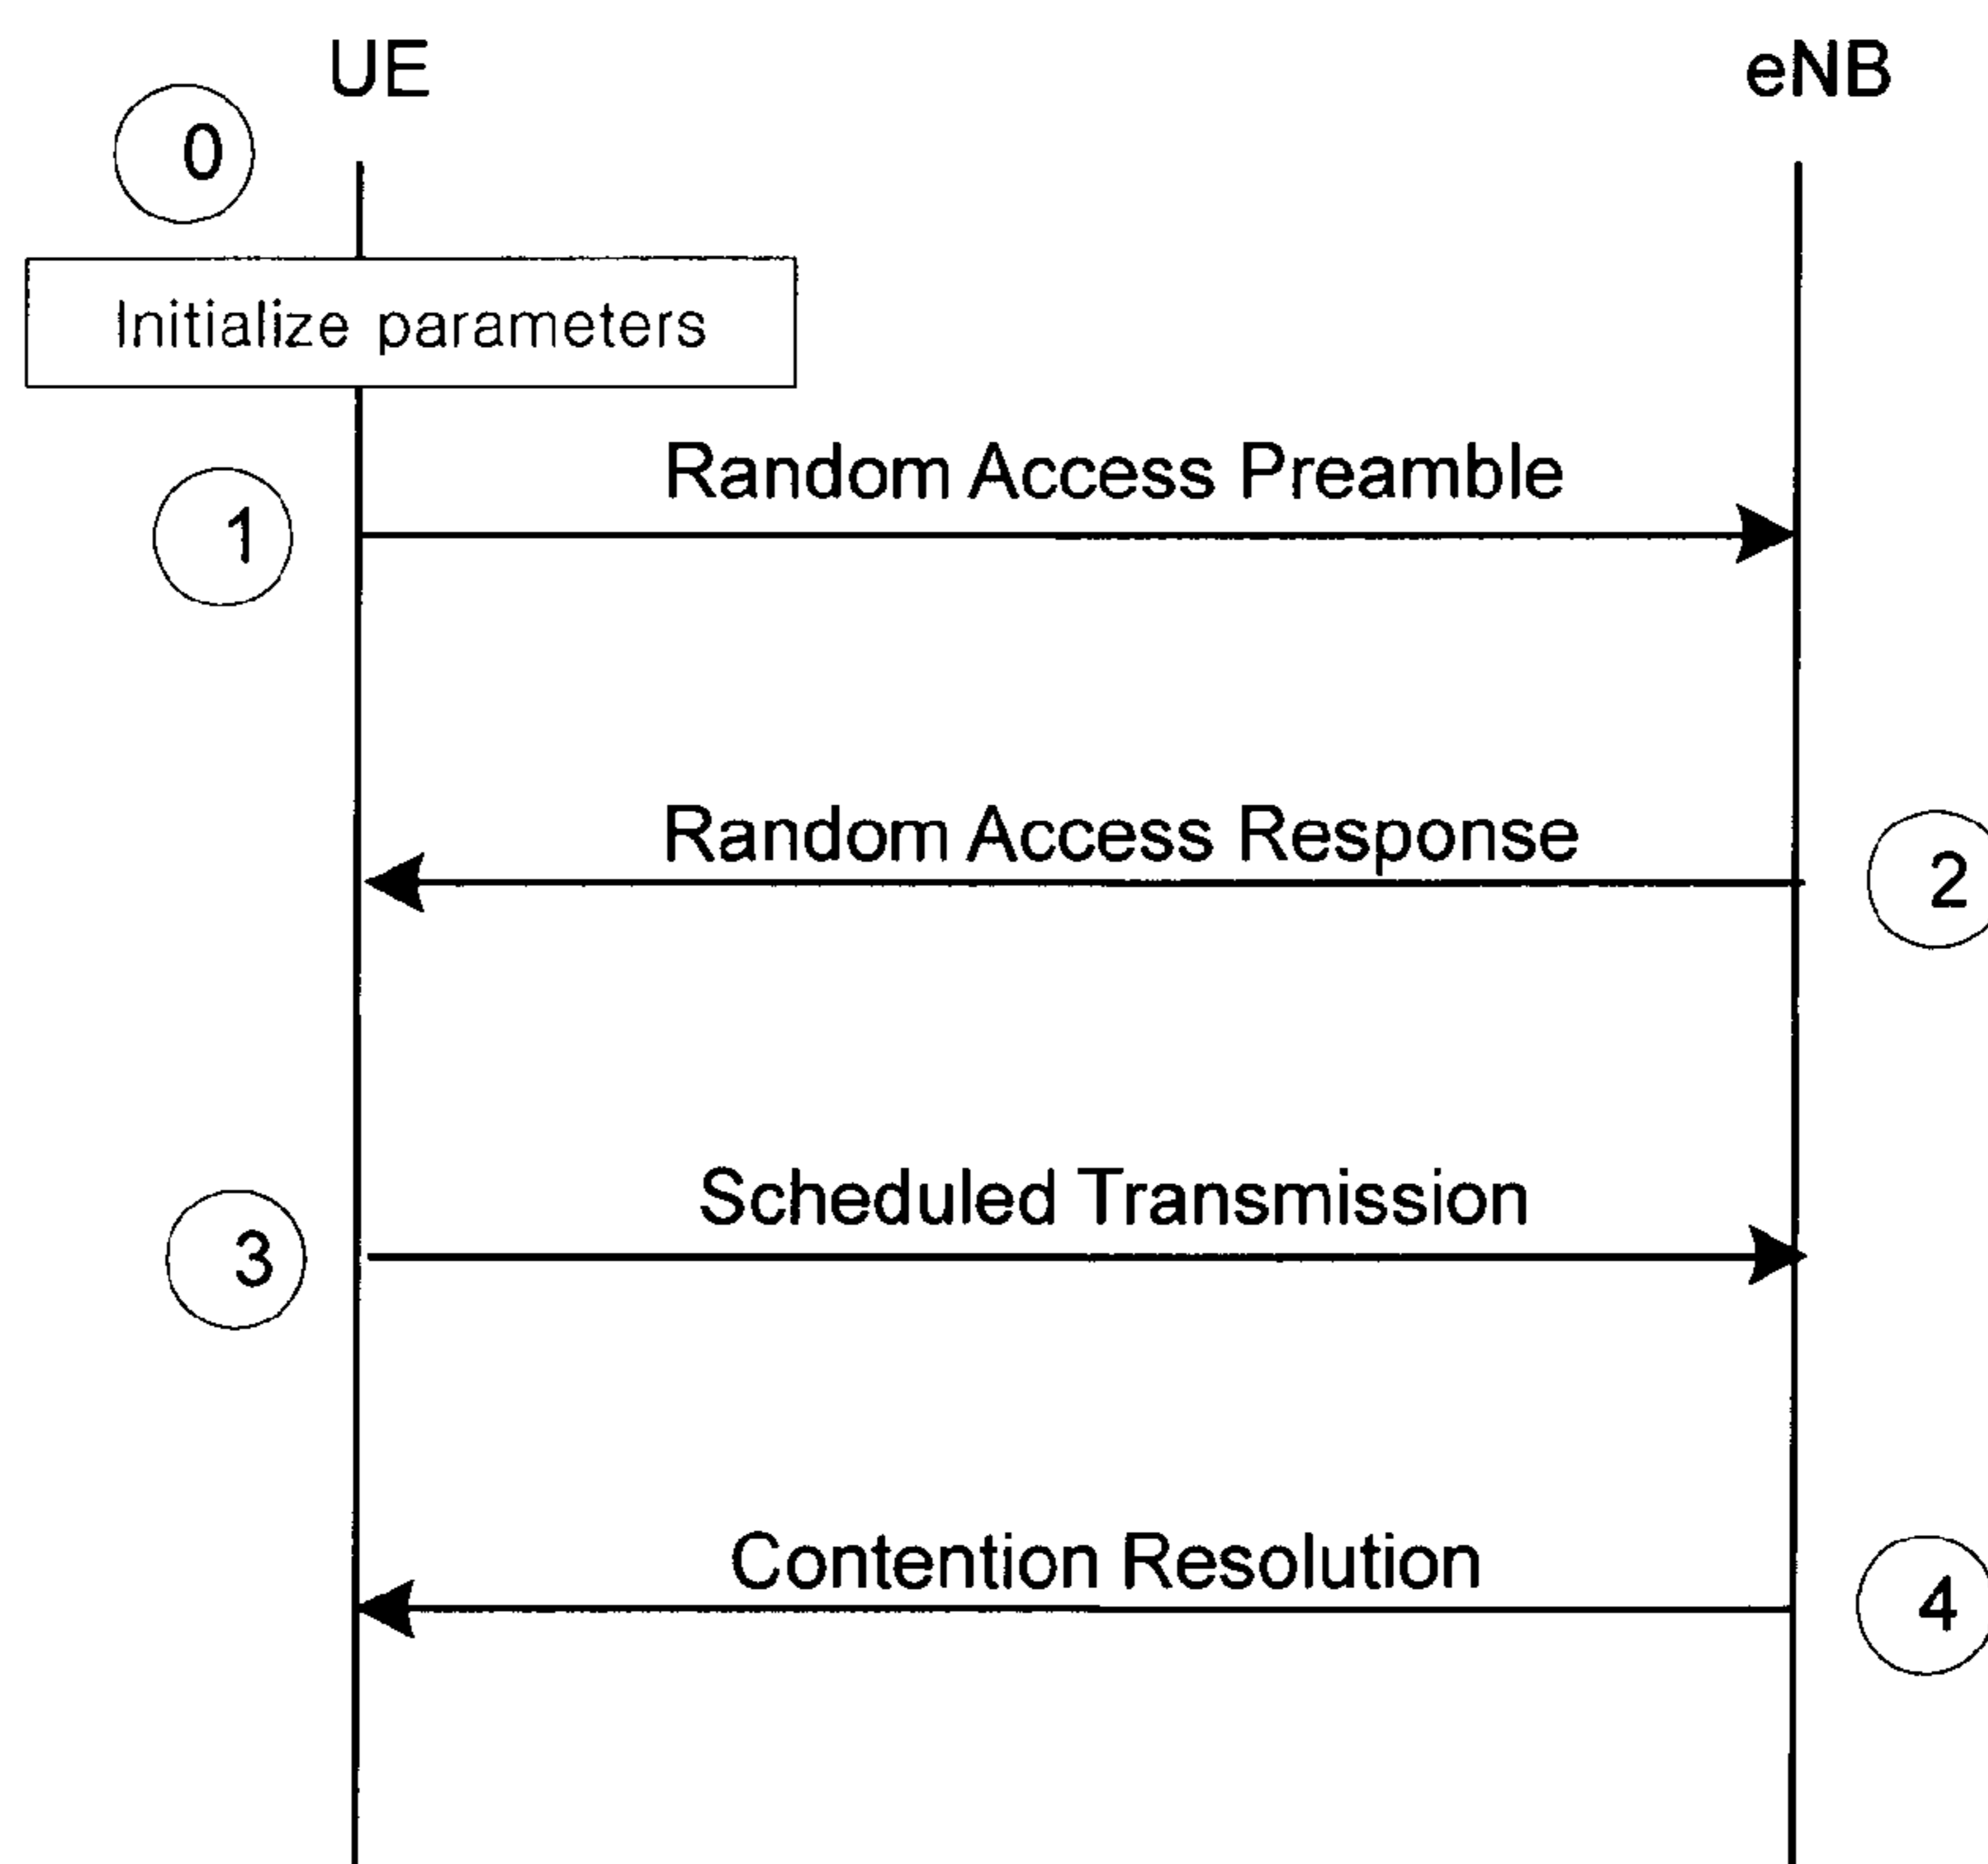 UE
eNB
0
Initialize parameters
Random Access Preamble
1
Random Access Response
2
Scheduled Transmission
3
Contention Resolution
4